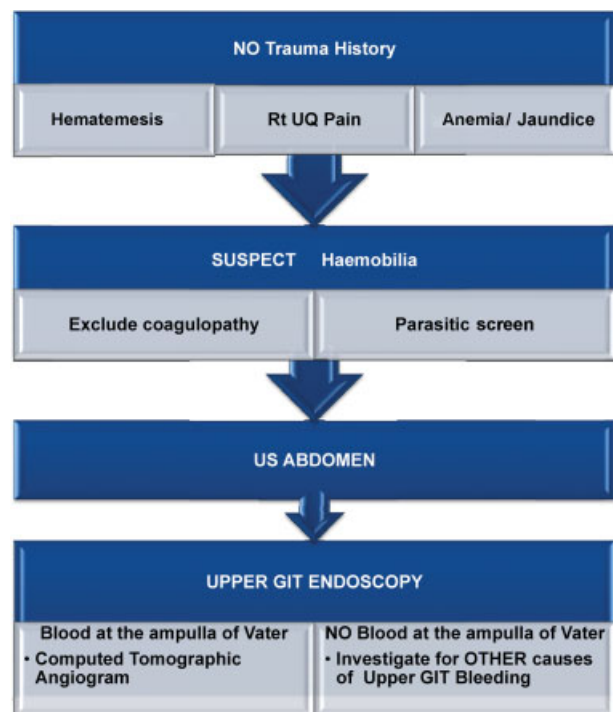 NO Trauma History
Hematemesis
Rt UQ Pain
Anemia/ Jaundice
SUSPECT Haemobilia
Exclude coagulopathy
Parasitic screen
US ABDOMEN
UPPER GIT ENDOSCOPY
Blood at the ampulla of Vater
• Computed Tomographic
Angiogram
NO Blood at the ampulla of Vater
• Investigate for OTHER causes
of Upper GIT Bleeding